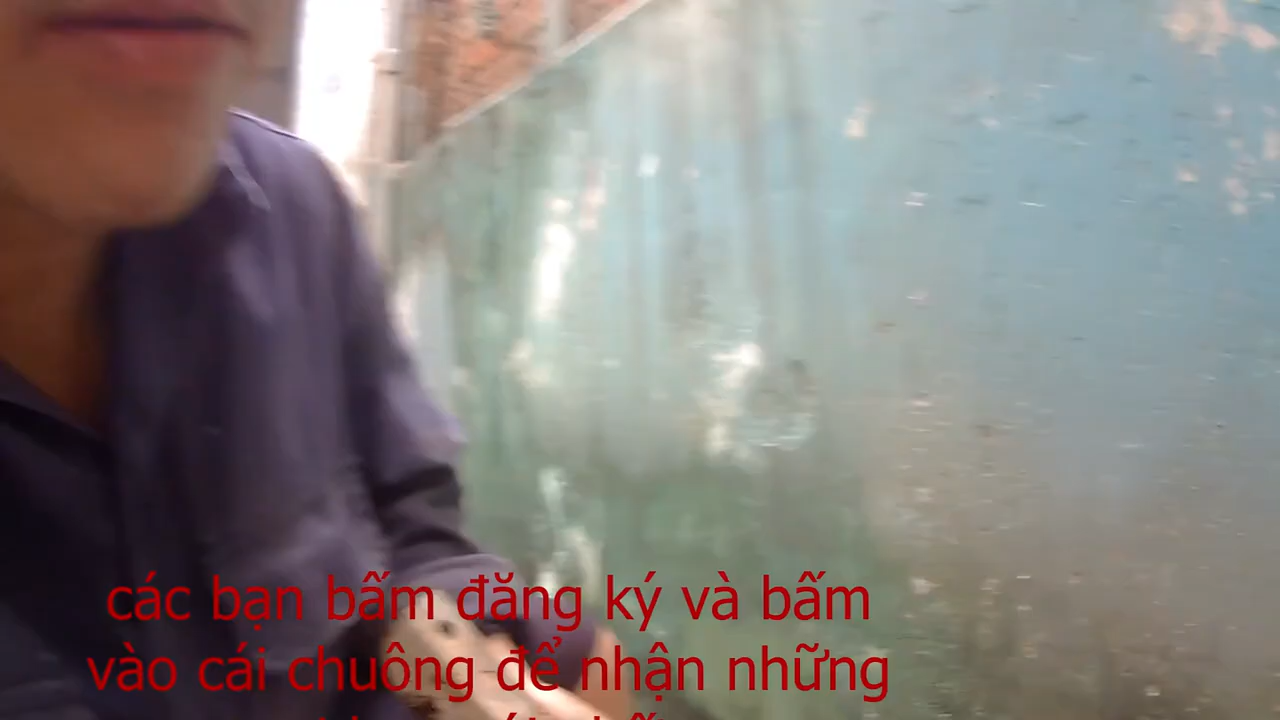 các bạn bấm đăng ký và bấm
vào cái chuông để nhận những